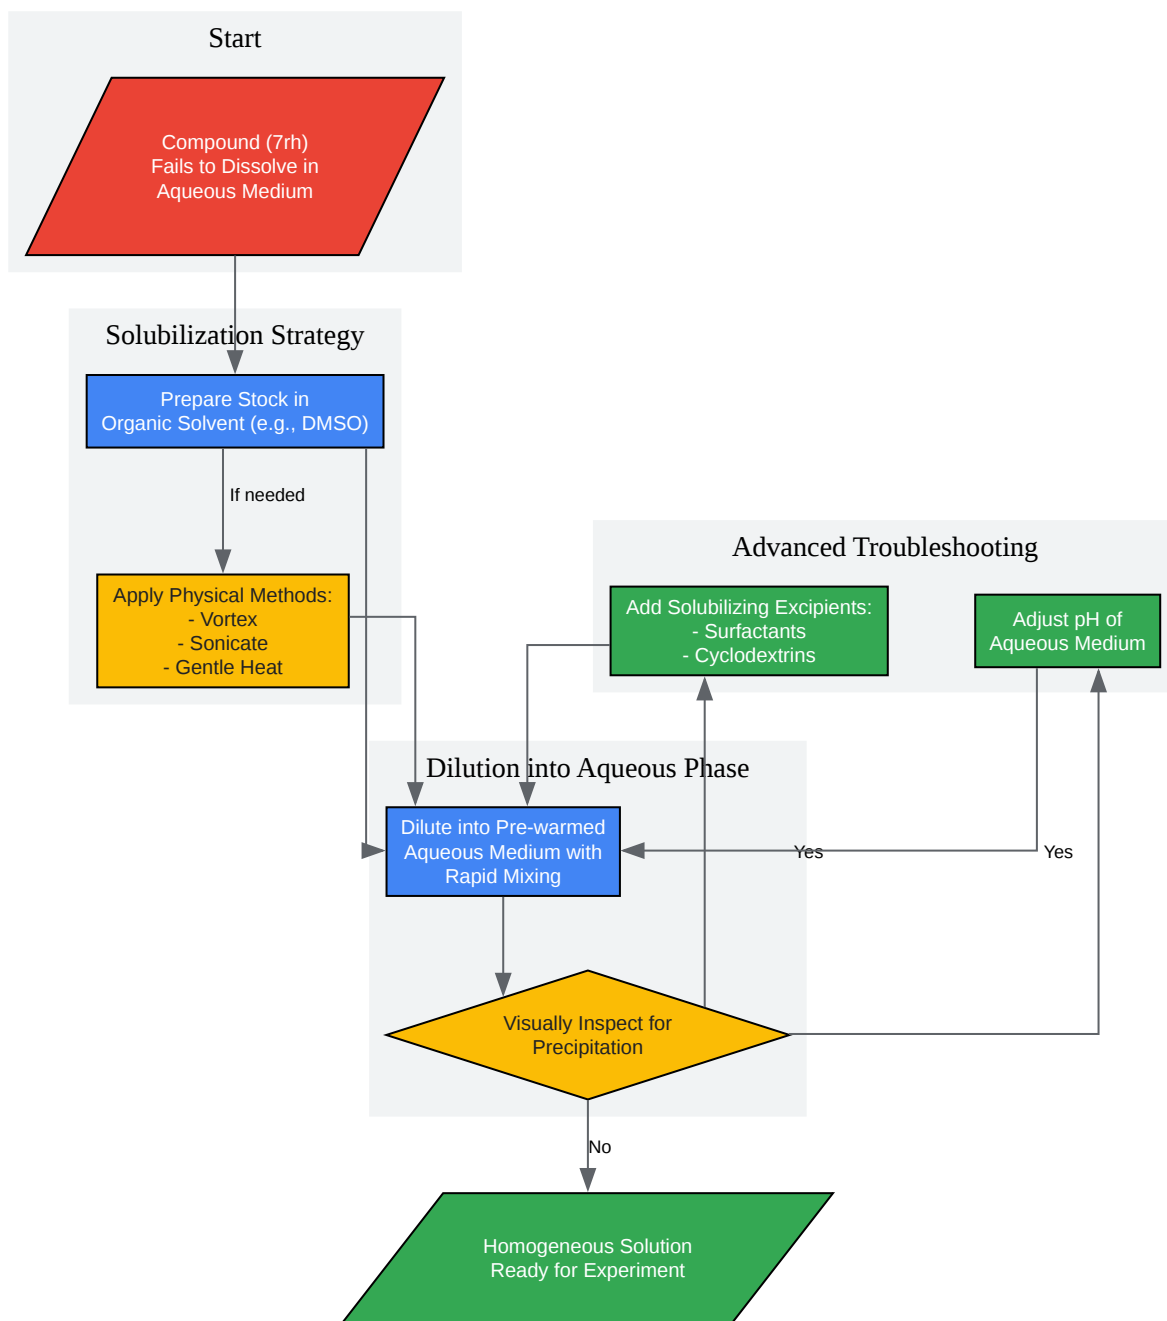 Start
Compound (7rh)
Fails to Dissolve in
Aqueous Medium
Solubilization Strategy
Prepare Stock in
Organic Solvent (e.g., DMSO)
If needed
Apply Physical Methods:
- Vortex
- Sonicate
- Gentle Heat
Advanced Troubleshooting
Add Solubilizing Excipients:
- Surfactants
- Cyclodextrins
Adjust pH of
Aqueous Medium
Dilution into Aqueous Phase
Dilute into Pre-warmed
Aqueous Medium with
Rapid Mixing
Yes
Yes
Visually Inspect for
Precipitation
No
Homogeneous Solution
Ready for Experiment